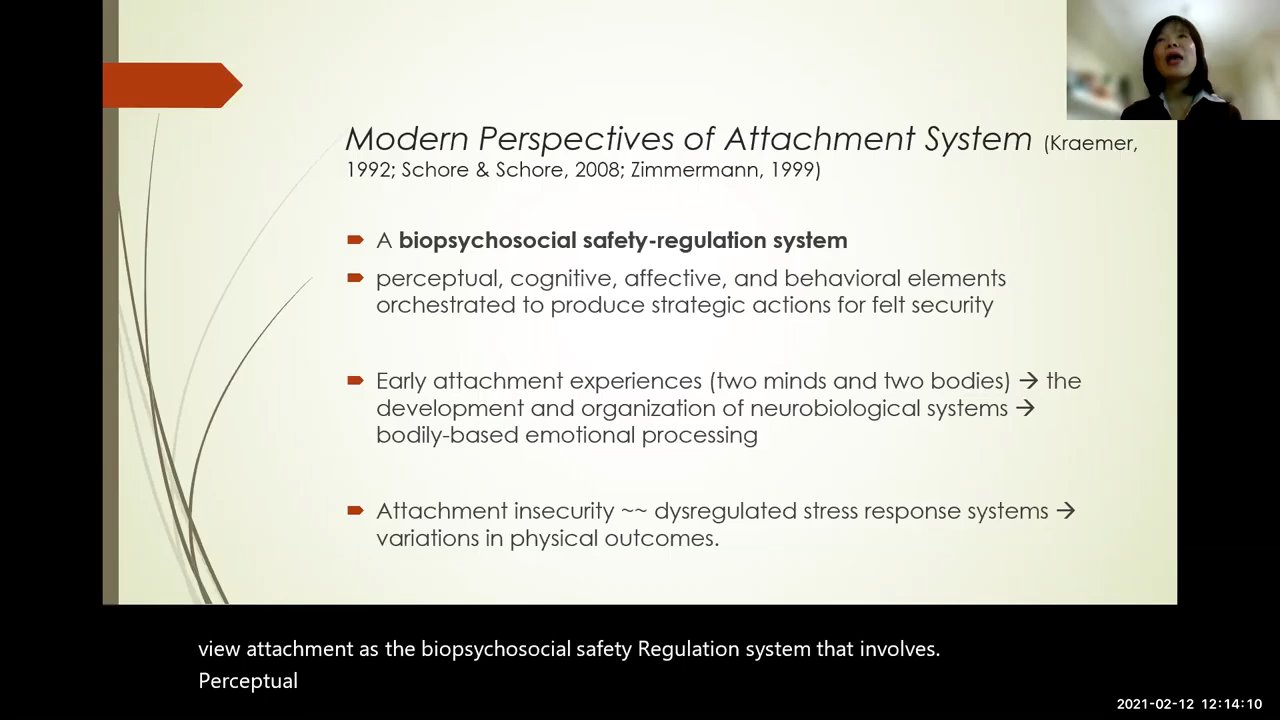 Modern Perspectives of Attachment System (Kraemer,
1992; Schore & Schore, 2008; Zimmermann, 1999)
A biopsychosocial safety-regulation system
perceptual, cognitive, affective, and behavioral elements
orchestrated to produce strategic actions for felt security
Early attachment experiences (two minds and two bodies) → the
development and organization of neurobiological systems →
bodily-based emotional processing
Attachment insecurity ~~ dysregulated stress response systems →
variations in physical outcomes.
view attachment as the biopsychosocial safety Regulation system that involves.
Perceptual
2021-02-12 12:14:10